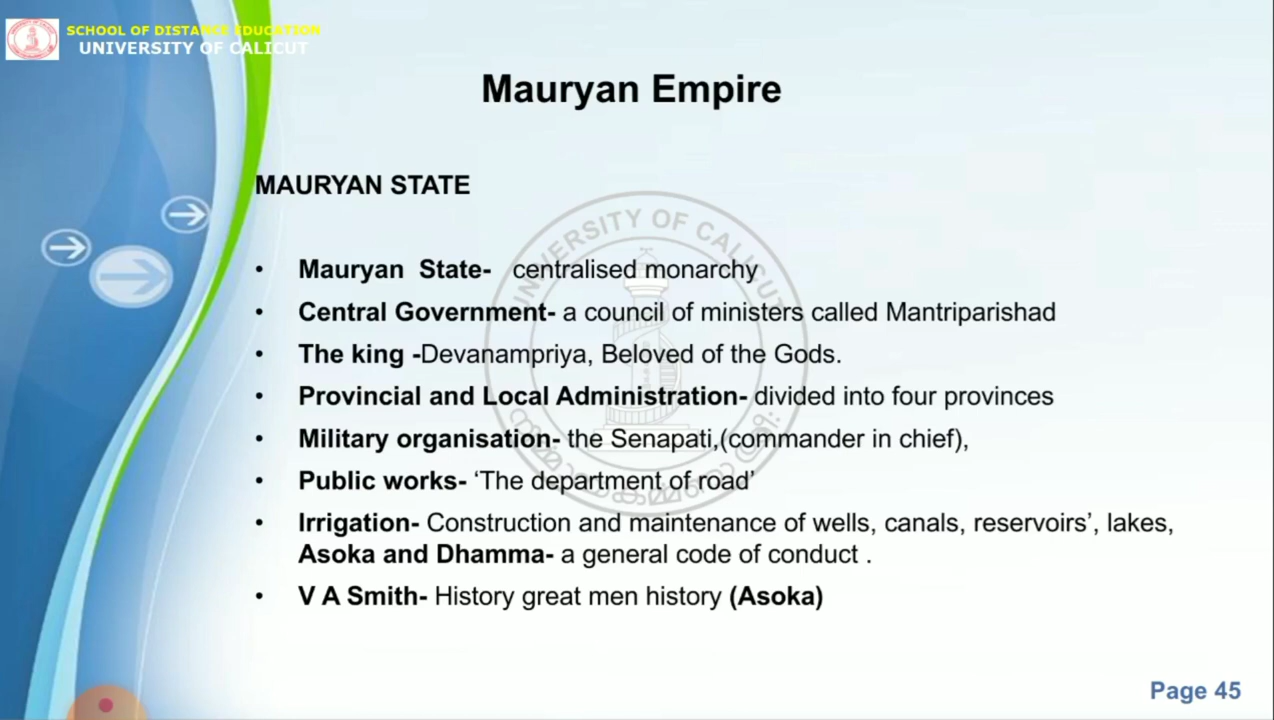 SCHOOL OF DISTANCE EDUCATION
UNIVERSITY OF CALICUT
Mauryan Empire
MAURYAN STATE
UNIVERSITY OF CALICUT
• Mauryan State- centralised monarchy
• Central Government- a council of ministers called Mantriparishad
• The king -Devanampriya, Beloved of the Gods.
• Provincial and Local Administration- divided into four provinces
• Military organisation- the Senapati,(commander in chief),
• Public works- ‘The department of road’
• Irrigation- Construction and maintenance of wells, canals, reservoirs’, lakes,
Asoka and Dhamma- a general code of conduct .
• V A Smith- History great men history (Asoka)
Page 45